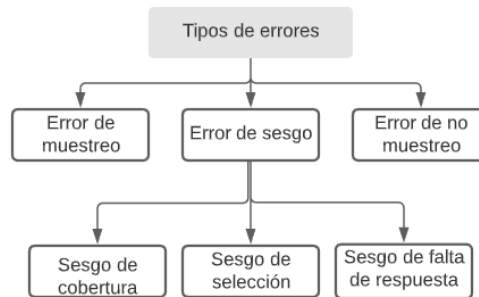 Tipos de errores
Error de
muestreo
Error de sesgo
Error de no
muestreo
Sesgo de
cobertura
Sesgo de
selección
Sesgo de falta
de respuesta